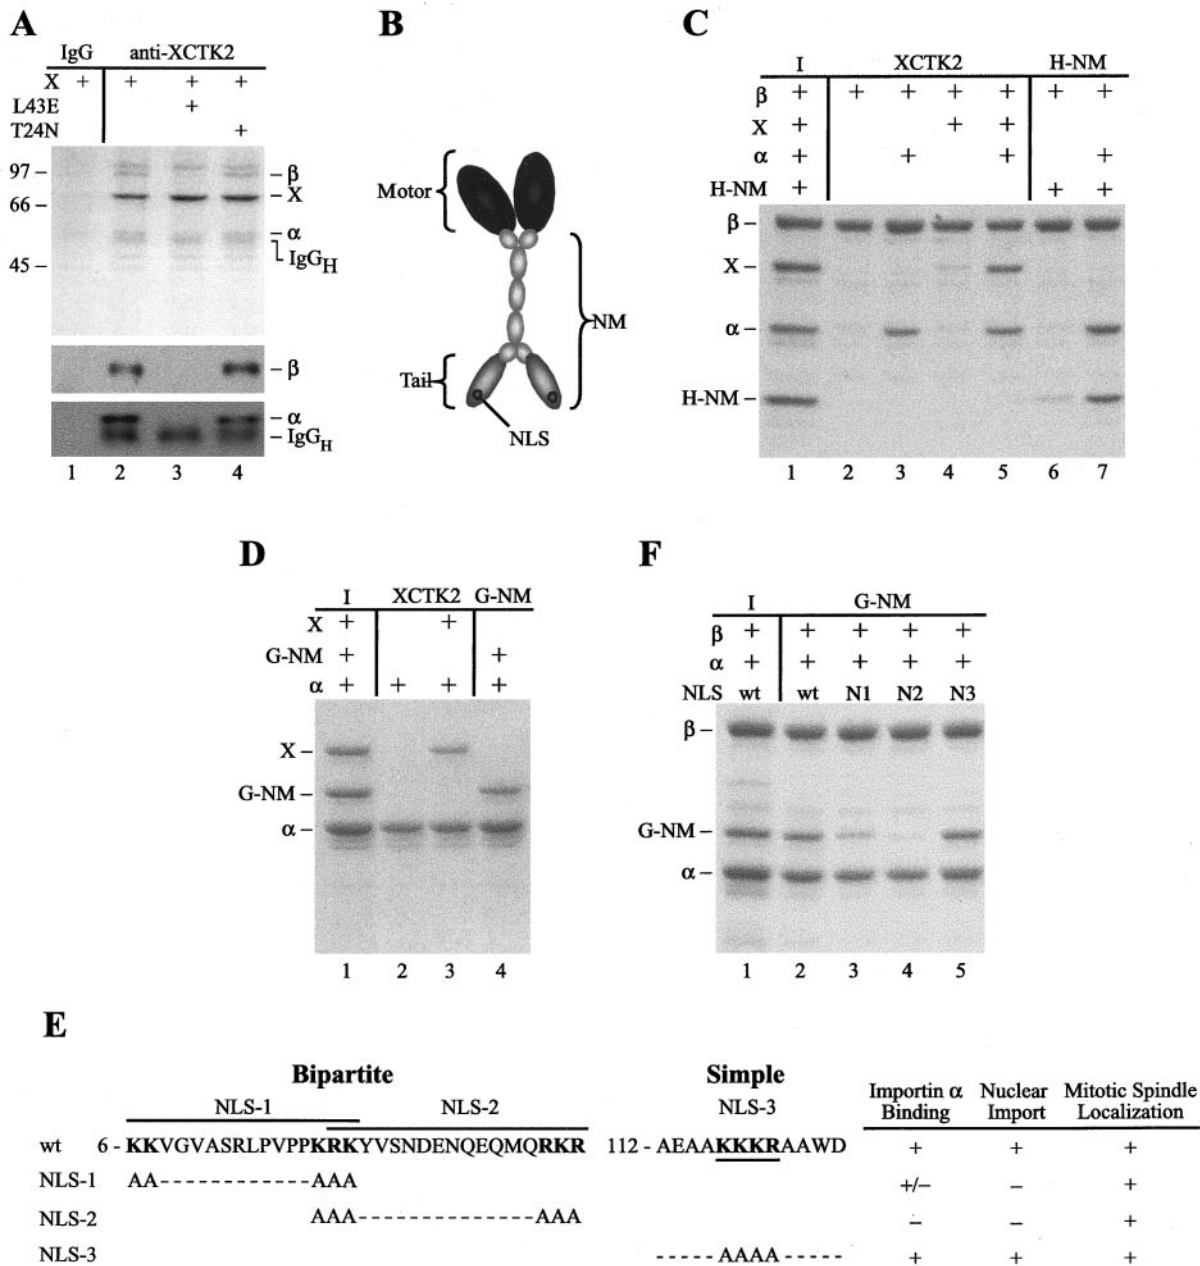 A
IgG anti-XCTK2
X + + + +
L43E +
T24N +
97 –
66 –
45 –
– β
– X
– α
IgGH
– β
– α
– IgGH
1 2 3 4
B
Motor
NM
Tail
NLS
C
I XCTK2 H-NM
β + + + + + + +
X + + +
α + + + +
H-NM + + +
β –
X –
α –
H-NM –
1 2 3 4 5 6 7
D
I XCTK2 G-NM
X + +
G-NM + +
α + + + +
X –
G-NM –
α –
1 2 3 4
F
I G-NM
β + + + + +
α + + + + +
NLS wt wt N1 N2 N3
β –
G-NM –
α –
1 2 3 4 5
E
Bipartite Simple
NLS-1 NLS-2 NLS-3
Importin α Binding Nuclear Import Mitotic Spindle Localization
wt 6 - KKVGVASRLPVPPKRKYVSNDENQEQMQRKR 112 - AEAAKKKRAAWD + + +
NLS-1 AA------------AAA +/– – +
NLS-2 AAA---------------AAA – – +
NLS-3 -----AAAA----- + + +